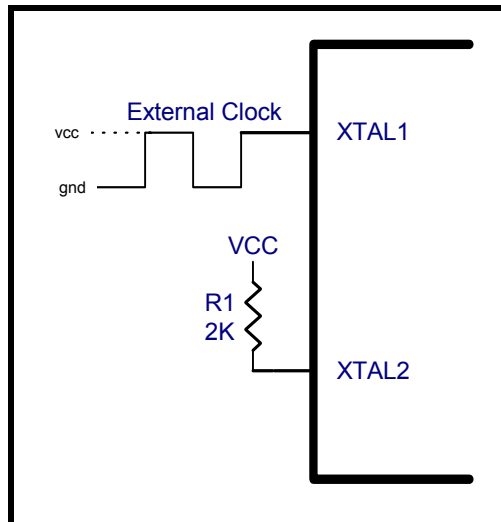 External Clock
vcc
XTAL1
gnd
VCC
R1
2K
XTAL2